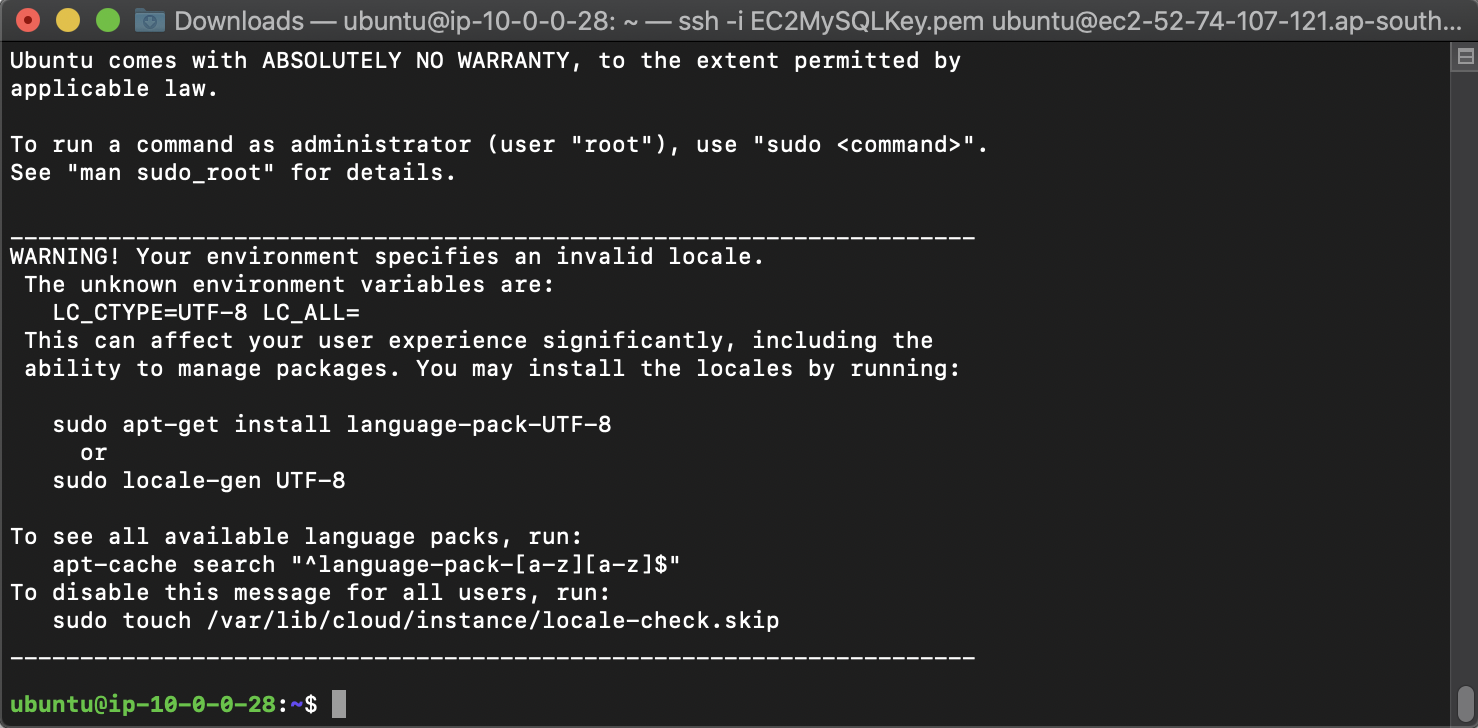 Downloads — ubuntu@ip-10-0-0-28: ~ — ssh -i EC2MySQLKey.pem ubuntu@ec2-52-74-107-121.ap-south...
Ubuntu comes with ABSOLUTELY NO WARRANTY, to the extent permitted by
applicable law.
To run a command as administrator (user "root"), use "sudo <command>".
See "man sudo_root" for details.
_____________________________________________________________________
WARNING! Your environment specifies an invalid locale.
 The unknown environment variables are:
   LC_CTYPE=UTF-8 LC_ALL=
 This can affect your user experience significantly, including the
 ability to manage packages. You may install the locales by running:
   sudo apt-get install language-pack-UTF-8
     or
   sudo locale-gen UTF-8
To see all available language packs, run:
   apt-cache search "^language-pack-[a-z][a-z]$"
To disable this message for all users, run:
   sudo touch /var/lib/cloud/instance/locale-check.skip
_____________________________________________________________________
ubuntu@ip-10-0-0-28:~$